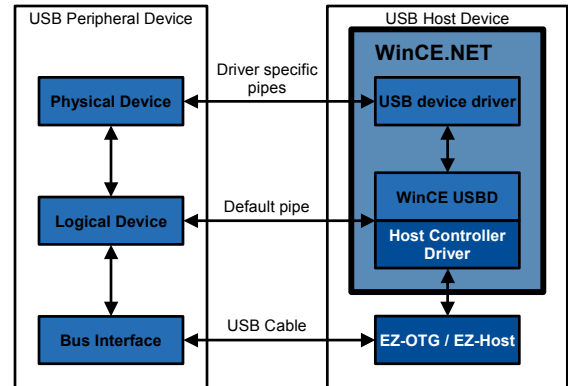 USB Peripheral Device
USB Host Device
WinCE.NET
Driver specific
pipes
Physical Device
USB device driver
WinCE USBD
Logical Device
Default pipe
Host Controller
Driver
USB Cable
Bus Interface
EZ-OTG / EZ-Host